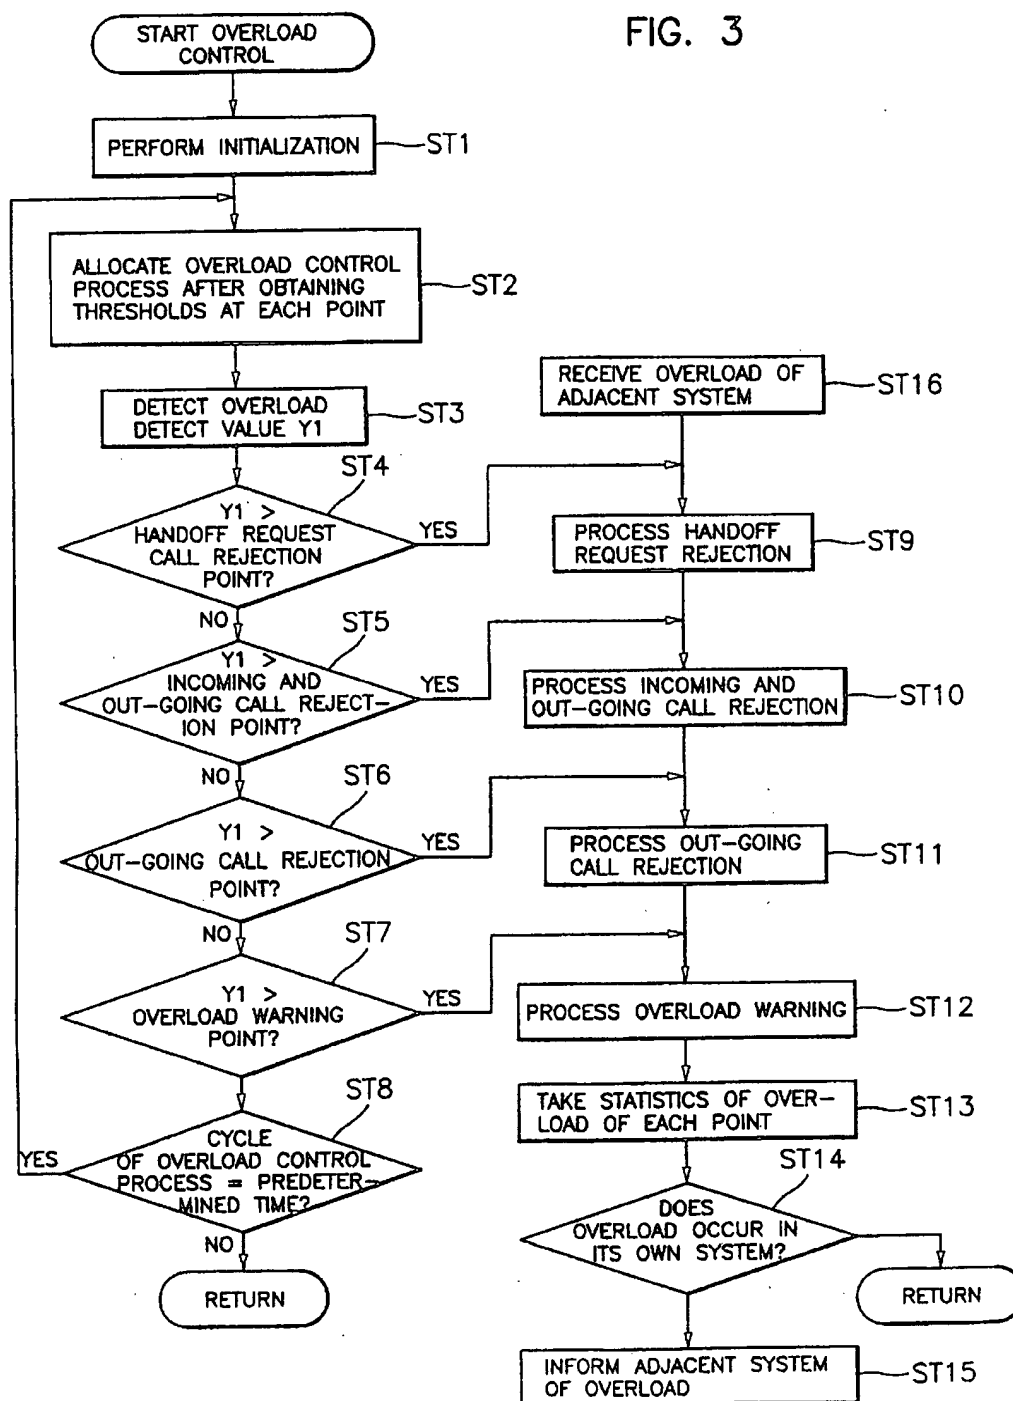 FIG. 3
START OVERLOAD
CONTROL
PERFORM INITIALIZATION
ST1
ALLOCATE OVERLOAD CONTROL
PROCESS AFTER OBTAINING
THRESHOLDS AT EACH POINT
ST2
DETECT OVERLOAD
DETECT VALUE Y1
ST3
RECEIVE OVERLOAD OF
ADJACENT SYSTEM
ST16
ST4
Y1 >
HANDOFF REQUEST
CALL REJECTION
POINT?
YES
NO
PROCESS HANDOFF
REQUEST REJECTION
ST9
ST5
Y1 >
INCOMING AND
OUT-GOING CALL REJECT-
ION POINT?
YES
NO
PROCESS INCOMING AND
OUT-GOING CALL REJECTION
ST10
ST6
Y1 >
OUT-GOING CALL REJECTION
POINT?
YES
NO
PROCESS OUT-GOING
CALL REJECTION
ST11
ST7
Y1 >
OVERLOAD WARNING
POINT?
YES
PROCESS OVERLOAD WARNING
ST12
ST8
CYCLE
OF OVERLOAD CONTROL
PROCESS = PREDETER-
MINED TIME?
YES
NO
RETURN
TAKE STATISTICS OF OVER-
LOAD OF EACH POINT
ST13
ST14
DOES
OVERLOAD OCCUR IN
ITS OWN SYSTEM?
RETURN
INFORM ADJACENT SYSTEM
OF OVERLOAD
ST15